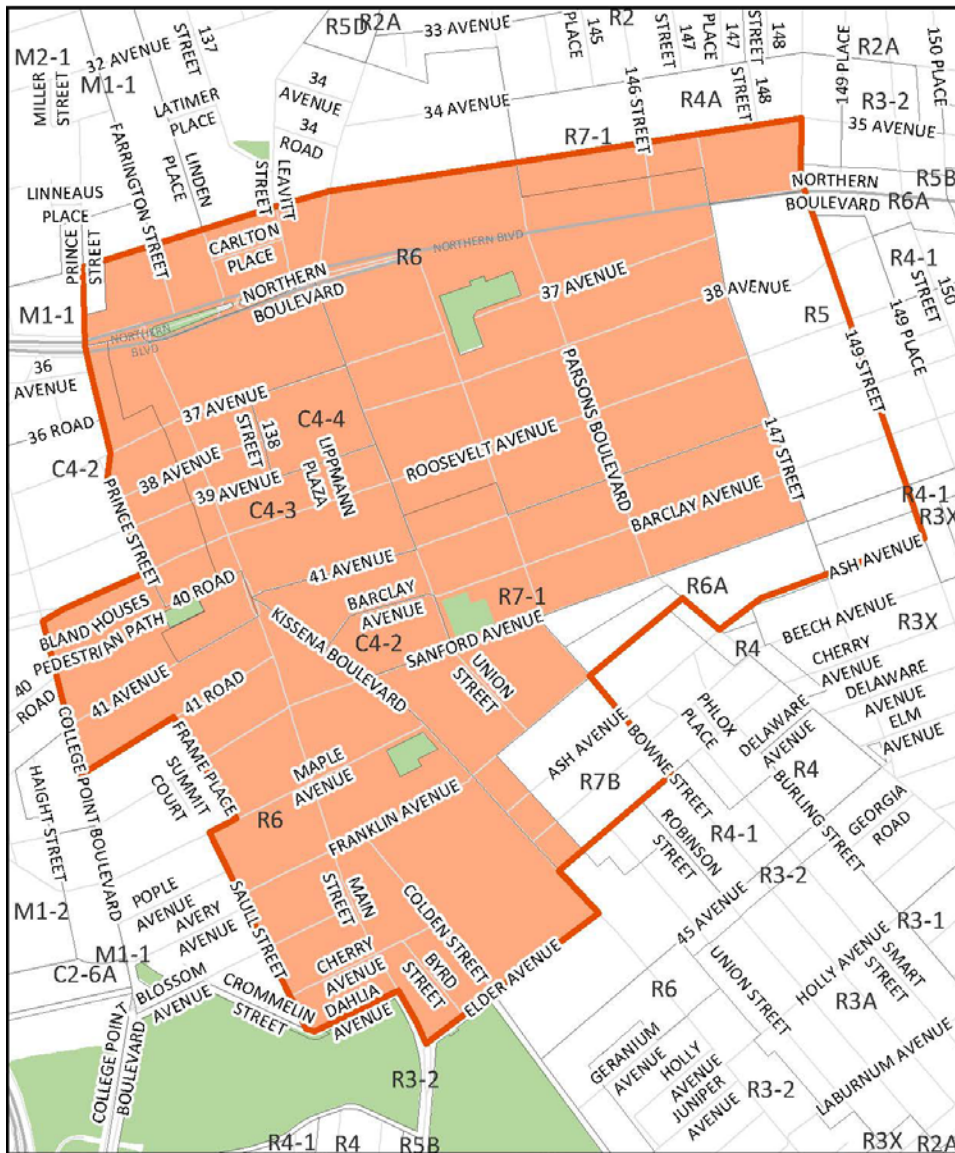 R5D
R2A
33 AVENUE
PLACE
145
R2
PLACE
147
STREET
147
148
STREET
148
M2-1
32 AVENUE
STREET
137
MILLER
STREET
M1-1
LATIMER
PLACE
34
AVENUE
34
ROAD
34 AVENUE
146 STREET
R4A
149 PLACE
R2A
150 PLACE
R3-2
35 AVENUE
FARRINGTON STREET
LINDEN
PLACE
LEAVITT
STREET
R7-1
LINNEAUS
PLACE
PRINCE
STREET
CARLTON
PLACE
NORTHERN
BOULEVARD
R5B
R6A
NORTHERN BLVD
R6
NORTHERN
BOULEVARD
M1-1
NORTHERN
BLVD
37 AVENUE
38 AVENUE
R4-1
STREET
150
R5
149 PLACE
149 STREET
36
AVENUE
36 ROAD
37 AVENUE
C4-4
PARSONS BOULEVARD
138
STREET
LIPPMANN
PLAZA
ROOSEVELT AVENUE
147 STREET
C4-2
38 AVENUE
39 AVENUE
C4-3
PRINCE STREET
BARCLAY AVENUE
R4-1
R3X
41 AVENUE
ASH AVENUE
BLAND HOUSES
PEDESTRIAN PATH
40 ROAD
BARCLAY
AVENUE
R7-1
R6A
KISSENA BOULEVARD
C4-2
SANFORD AVENUE
UNION
STREET
R4
BEECH AVENUE
R3X
CHERRY
AVENUE
DELAWARE
AVENUE
ELM
AVENUE
40
ROAD
41 AVENUE
41 ROAD
COLLEGE POINT BOULEVARD
FRAME PLACE
SUMMIT
COURT
MAPLE
AVENUE
ASH AVENUE
BOWNE STREET
PHLOX
PLACE
DELAWARE
AVENUE
R4
BURLING STREET
HAIGHT STREET
R6
FRANKLIN AVENUE
R7B
ROBINSON
STREET
R4-1
GEORGIA
ROAD
R3-2
M1-2
POPLE
AVENUE
AVERY
AVENUE
SAULL STREET
MAIN
STREET
COLDEN STREET
45 AVENUE
R3-1
M1-1
C2-6A
BLOSSOM
AVENUE
CROMMELIN
STREET
CHERRY
AVENUE
DAHLIA
AVENUE
BYRD
STREET
ELDER AVENUE
UNION STREET
HOLLY AVENUE
SMART
STREET
R3A
R6
COLLEGE POINT
BOULEVARD
GERANIUM
AVENUE
HOLLY
AVENUE
JUNIPER
AVENUE
R3-2
LABURNUM AVENUE
R3-2
R4-1
R4
R5B
R3X
R2A